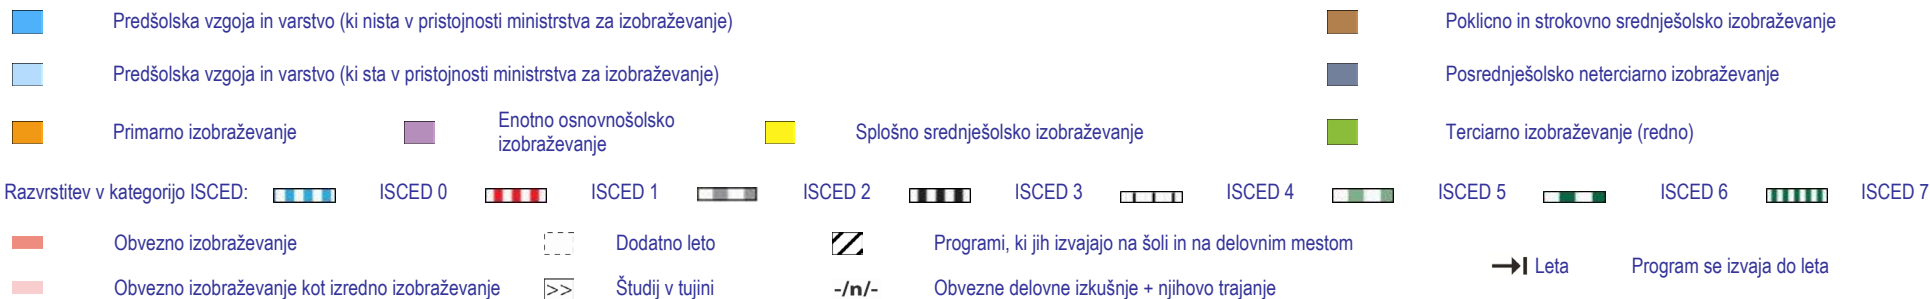 Predšolska vzgoja in varstvo (ki nista v pristojnosti ministrstva za izobraževanje)
Poklicno in strokovno srednješolsko izobraževanje
Predšolska vzgoja in varstvo (ki sta v pristojnosti ministrstva za izobraževanje)
Posrednješolsko neterciarno izobraževanje
Primarno izobraževanje
Enotno osnovnošolsko
izobraževanje
Splošno srednješolsko izobraževanje
Terciarno izobraževanje (redno)
Razvrstitev v kategorijo ISCED: ISCED 0 ISCED 1 ISCED 2 ISCED 3 ISCED 4 ISCED 5 ISCED 6 ISCED 7
Obvezno izobraževanje
Dodatno leto
Programi, ki jih izvajajo na šoli in na delovnim mestom
Leta Program se izvaja do leta
Obvezno izobraževanje kot izredno izobraževanje
>> Študij v tujini
-/n/- Obvezne delovne izkušnje + njihovo trajanje